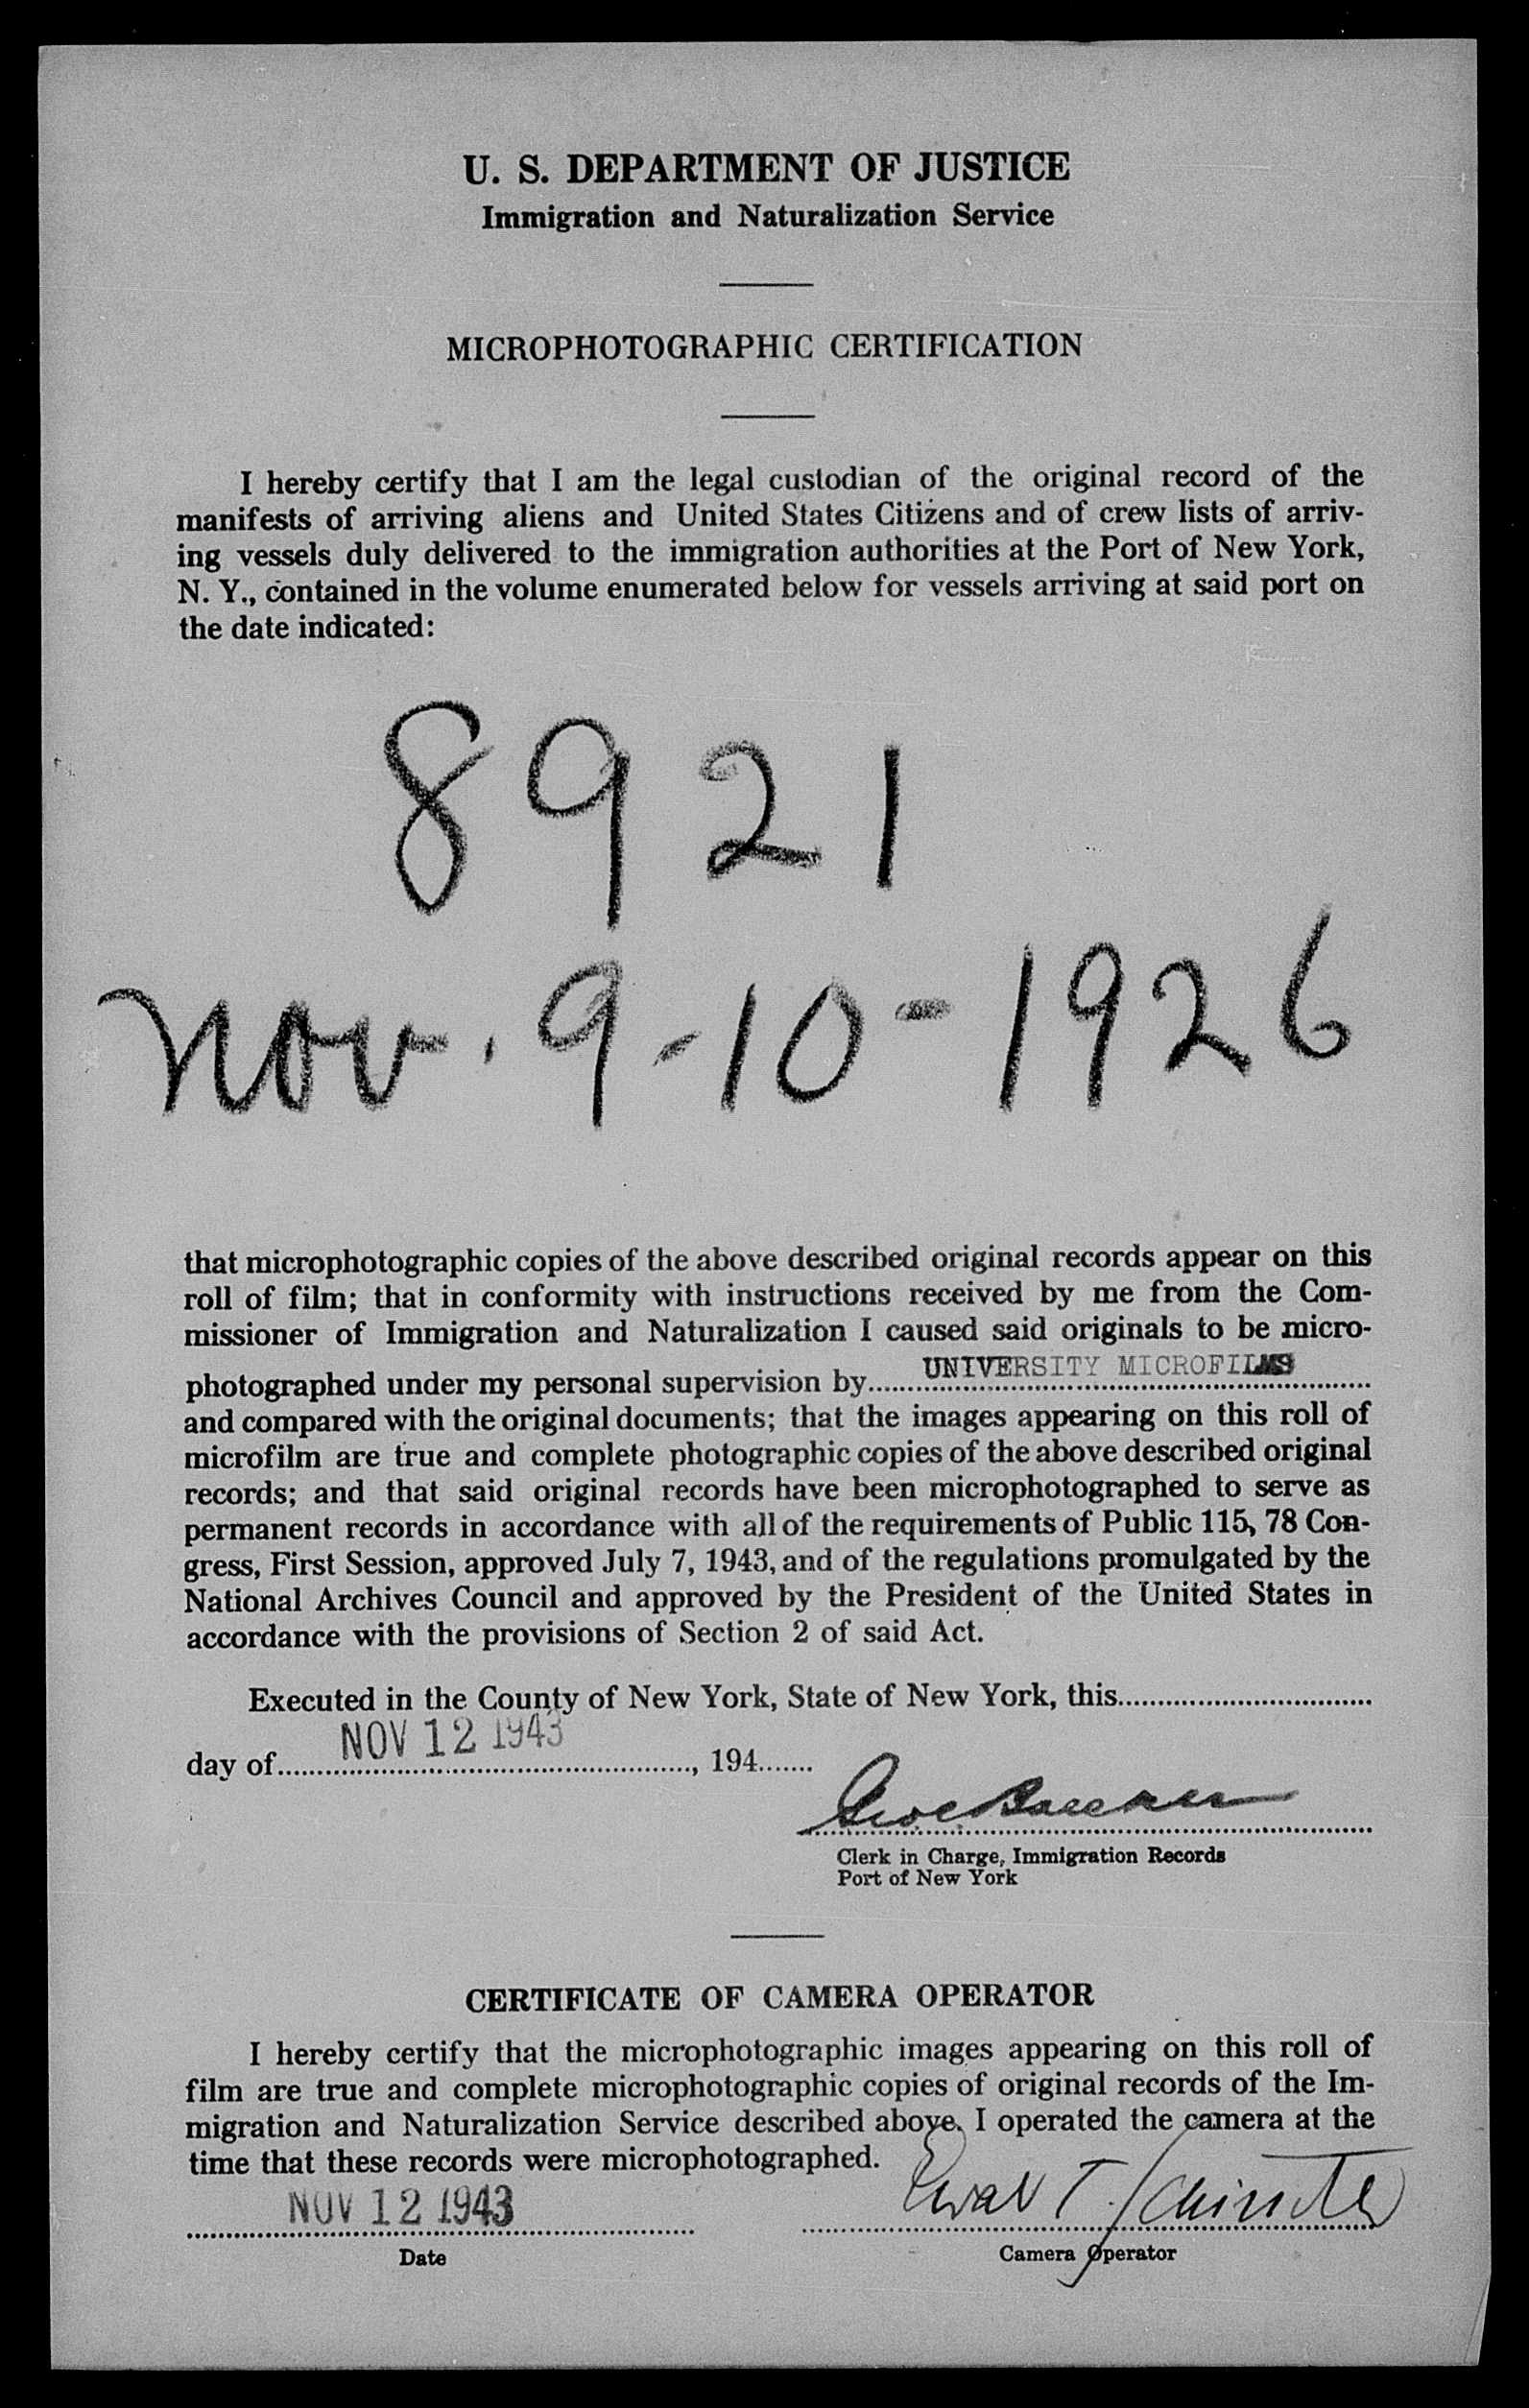 U. S. DEPARTMENT OF JUSTICE
Immigration and Naturalization Service
MICROPHOTOGRAPHIC CERTIFICATION
I hereby certify that I am the legal custodian of the original record of the
manifests of arriving aliens and United States Citizens and of crew lists of arriv-
ing vessels duly delivered to the immigration authorities at the Port of New York,
N. Y., contained in the volume enumerated below for vessels arriving at said port on
the date indicated:
8921
Nov. 9-10-1926
that microphotographic copies of the above described original records appear on this
roll of film; that in conformity with instructions received by me from the Com-
missioner of Immigration and Naturalization I caused said originals to be micro-
photographed under my personal supervision by UNIVERSITY MICROFILMS
and compared with the original documents; that the images appearing on this roll of
microfilm are true and complete photographic copies of the above described original
records; and that said original records have been microphotographed to serve as
permanent records in accordance with all of the requirements of Public 115, 78 Con-
gress, First Session, approved July 7, 1943, and of the regulations promulgated by the
National Archives Council and approved by the President of the United States in
accordance with the provisions of Section 2 of said Act.
Executed in the County of New York, State of New York, this
day of NOV 12 1943, 194
Clerk in Charge, Immigration Records
Port of New York
CERTIFICATE OF CAMERA OPERATOR
I hereby certify that the microphotographic images appearing on this roll of
film are true and complete microphotographic copies of original records of the Im-
migration and Naturalization Service described above. I operated the camera at the
time that these records were microphotographed.
NOV 12 1943
Date
Camera Operator